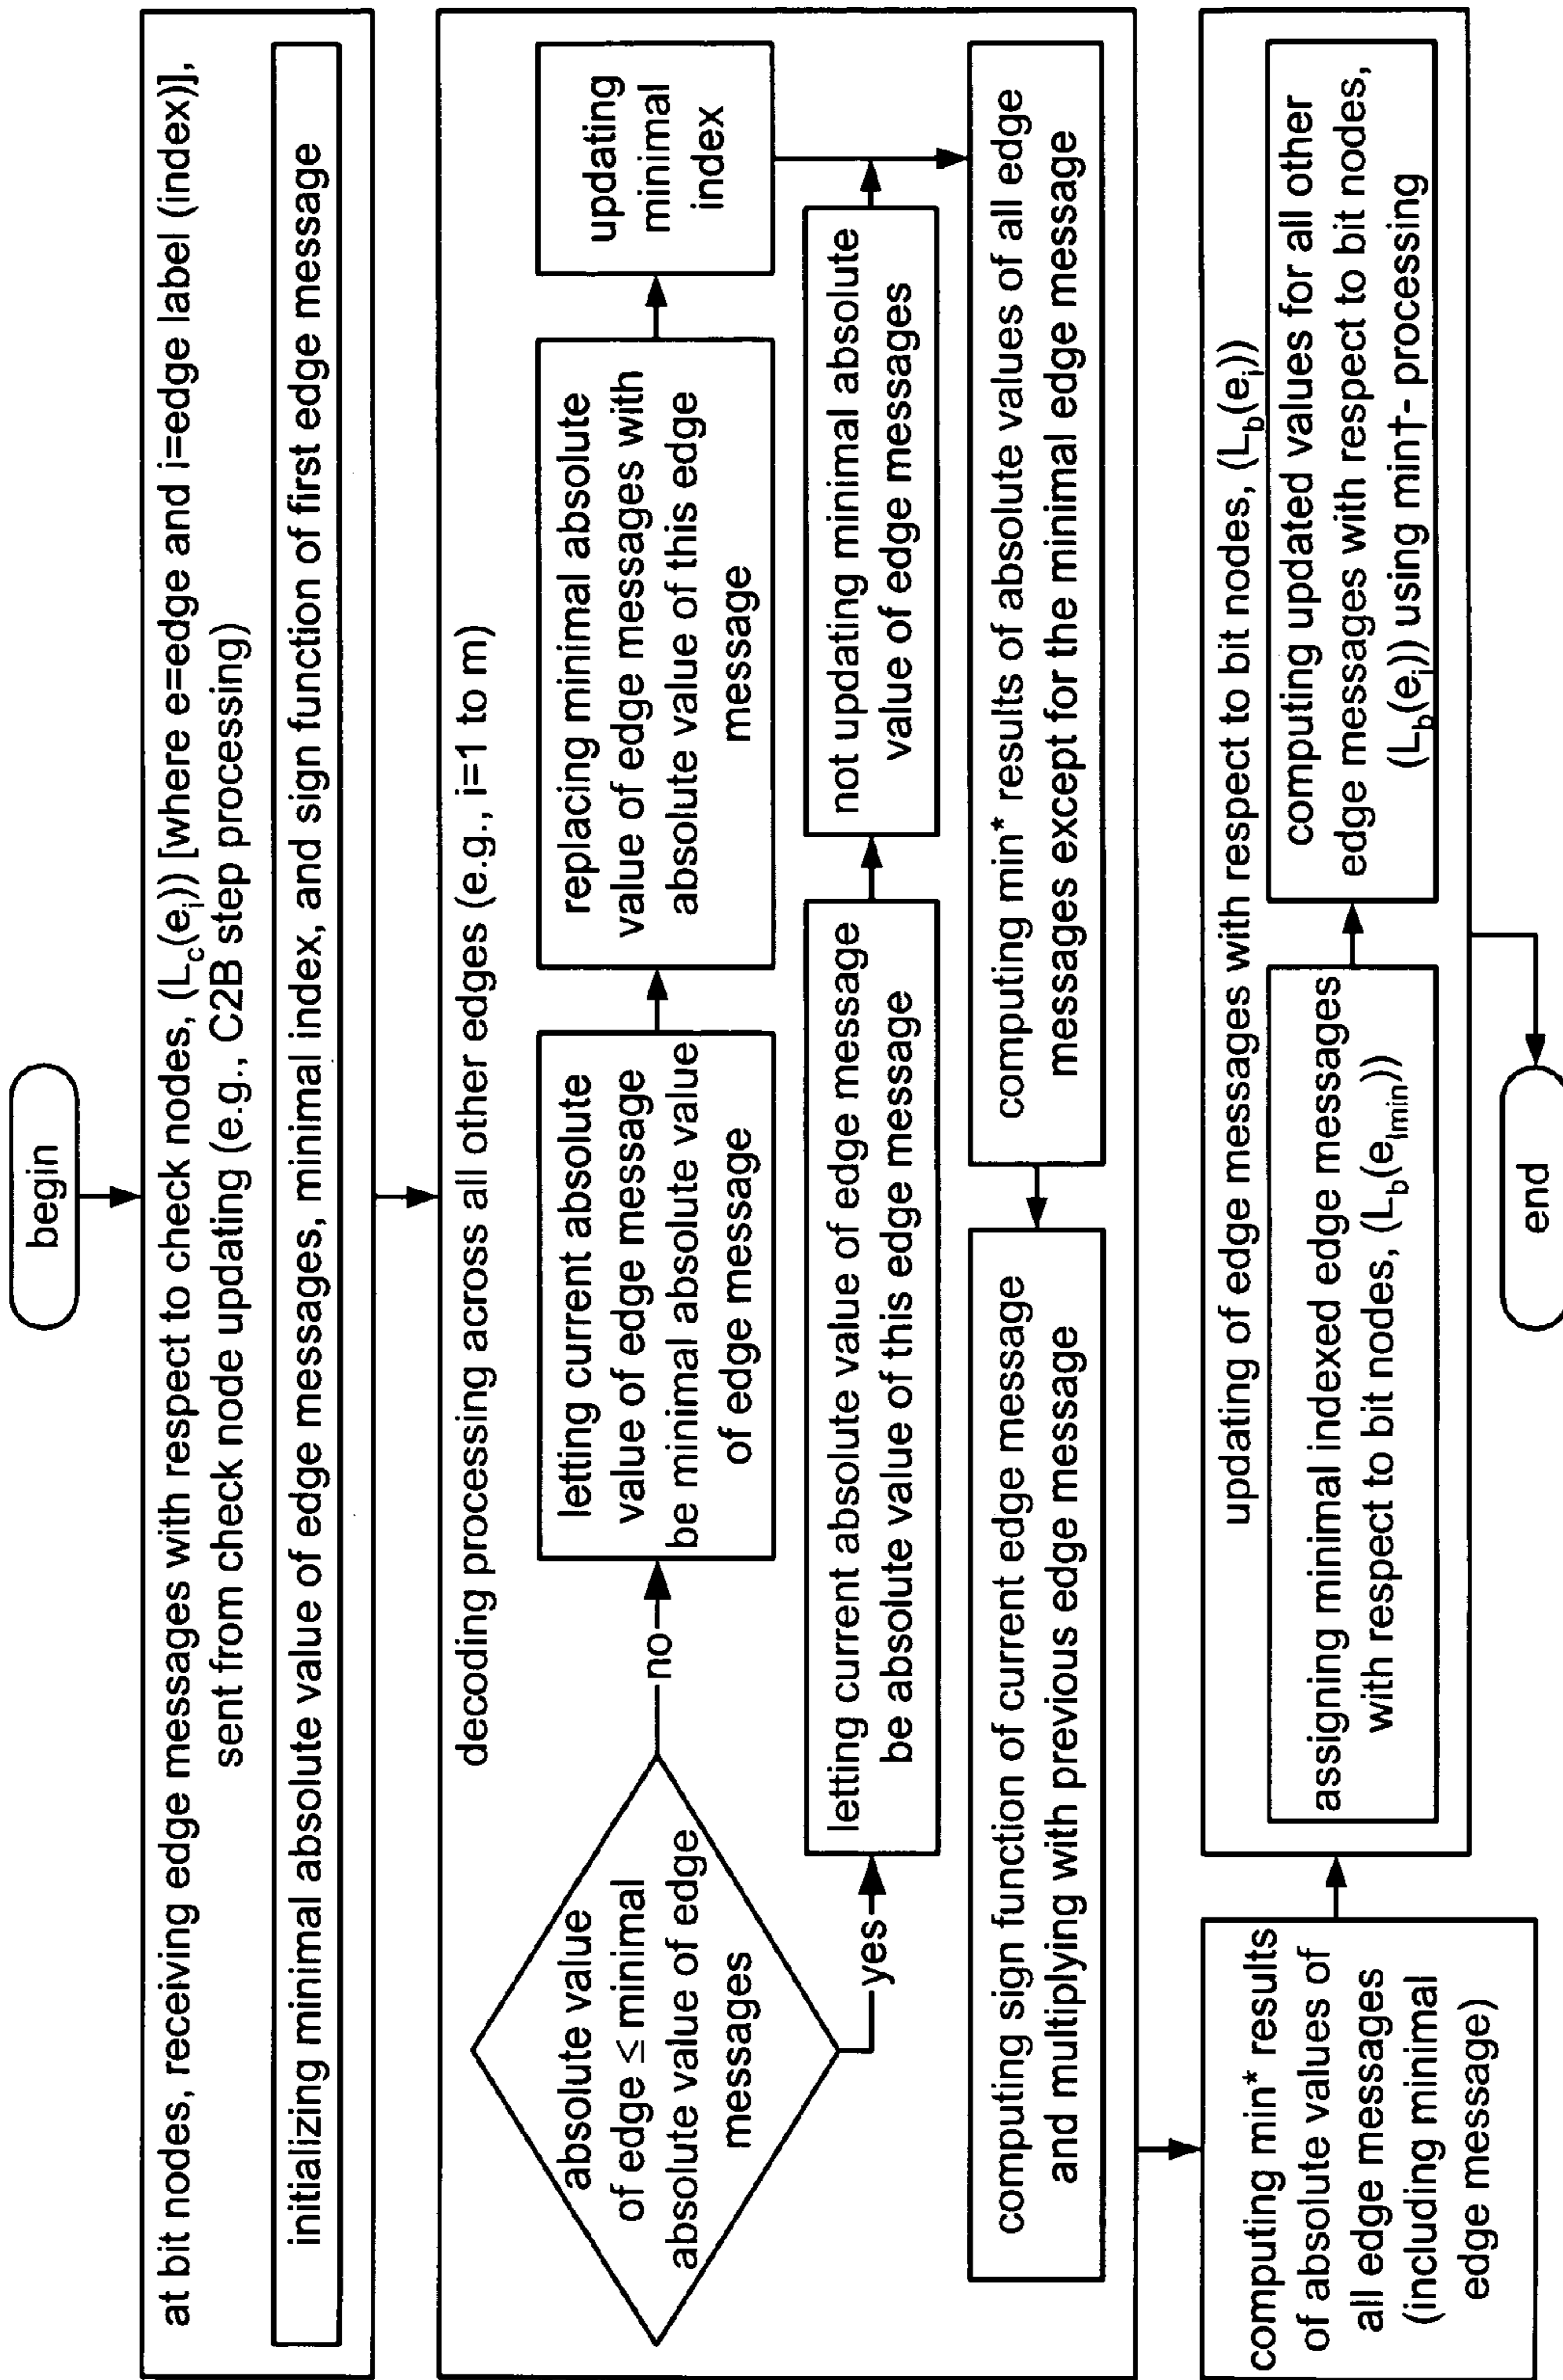 begin
at bit nodes, receiving edge messages with respect to check nodes, (L_c(e_i)) [where e=edge and i=edge label (index)],
sent from check node updating (e.g., C2B step processing)
initializing minimal absolute value of edge messages, minimal index, and sign function of first edge message
decoding processing across all other edges (e.g., i=1 to m)
absolute value
of edge ≤ minimal
absolute value of edge
messages
no
letting current absolute
value of edge message
be minimal absolute value
of edge message
replacing minimal absolute
value of edge messages with
absolute value of this edge
message
updating
minimal
index
yes
letting current absolute value of edge message
be absolute value of this edge message
not updating minimal absolute
value of edge messages
computing min* results of absolute values of all edge
messages except for the minimal edge message
computing sign function of current edge message
and multiplying with previous edge message
computing min* results
of absolute values of
all edge messages
(including minimal
edge message)
updating of edge messages with respect to bit nodes, (L_b(e_i))
assigning minimal indexed edge messages
with respect to bit nodes, (L_b(e_Imin))
computing updated values for all other
edge messages with respect to bit nodes,
(L_b(e_i)) using min†- processing
end